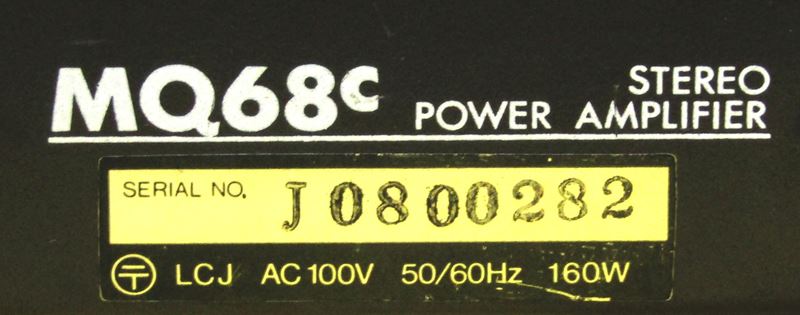 MQ68c
STEREO
POWER AMPLIFIER
SERIAL NO. J0800282
〒 LCJ AC100V 50/60Hz 160W